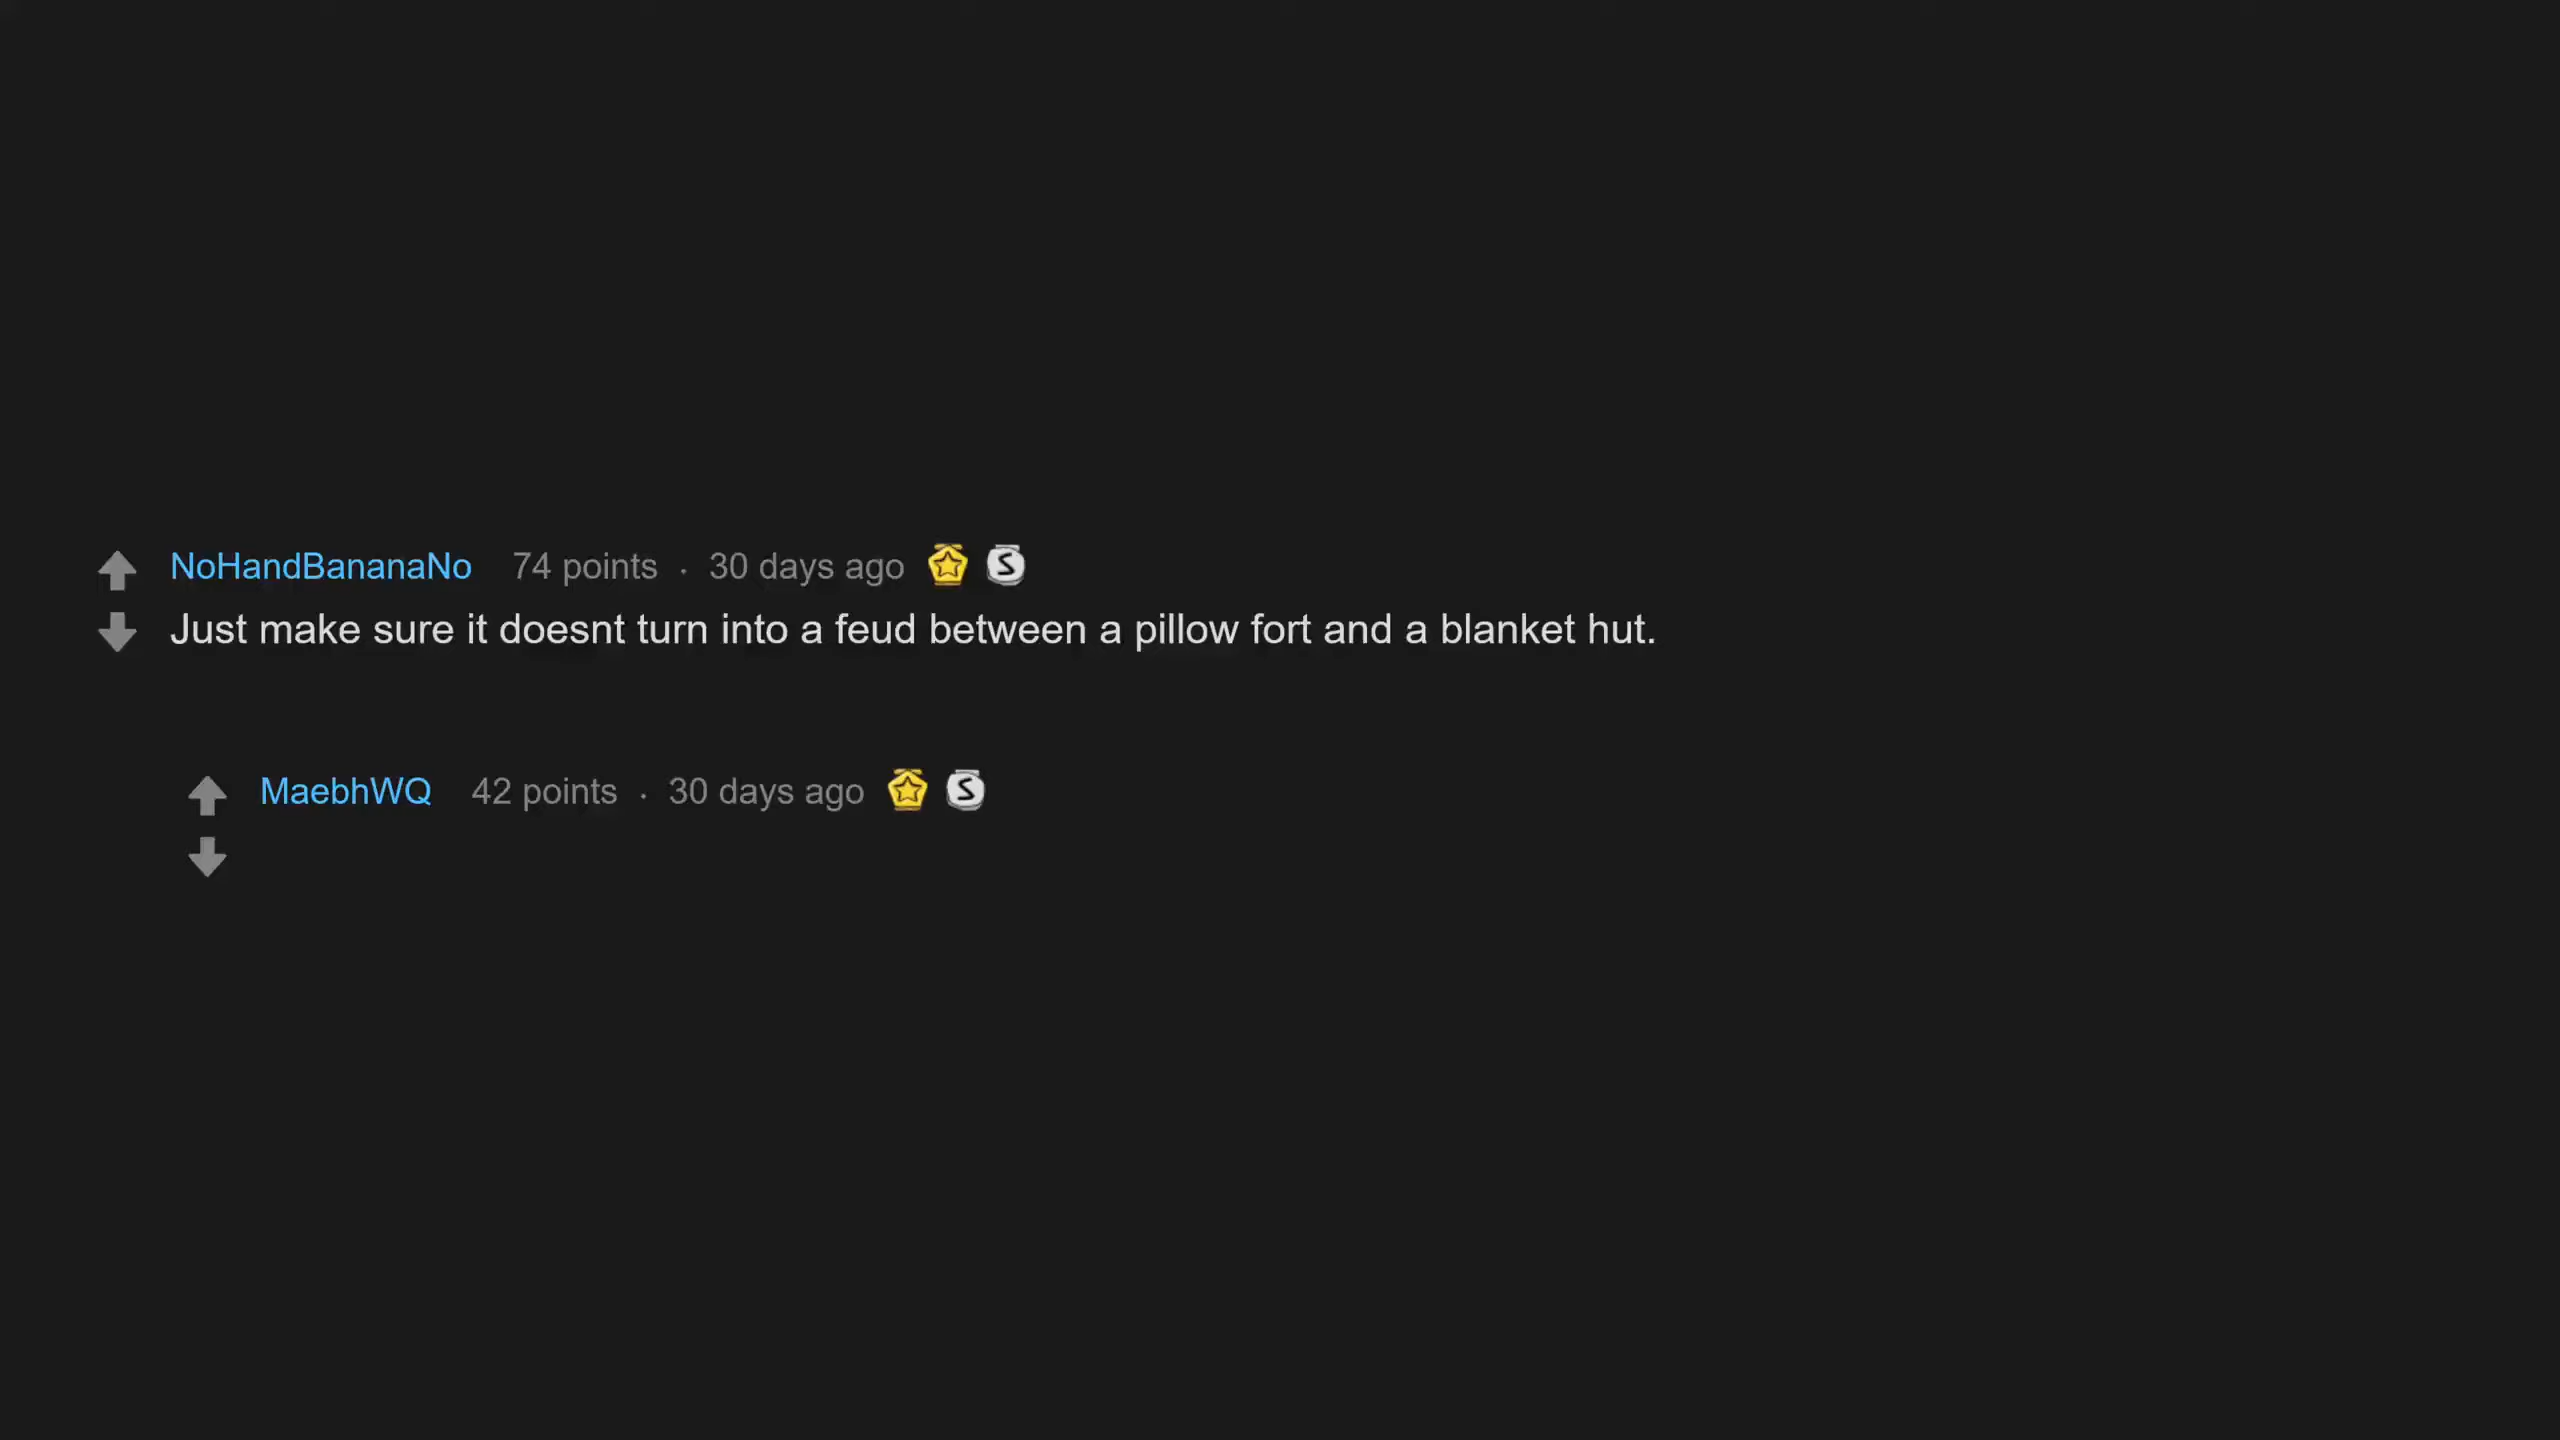 NoHandBananaNo 74 points · 30 days ago S
Just make sure it doesnt turn into a feud between a pillow fort and a blanket hut.
MaebhWQ 42 points · 30 days ago S